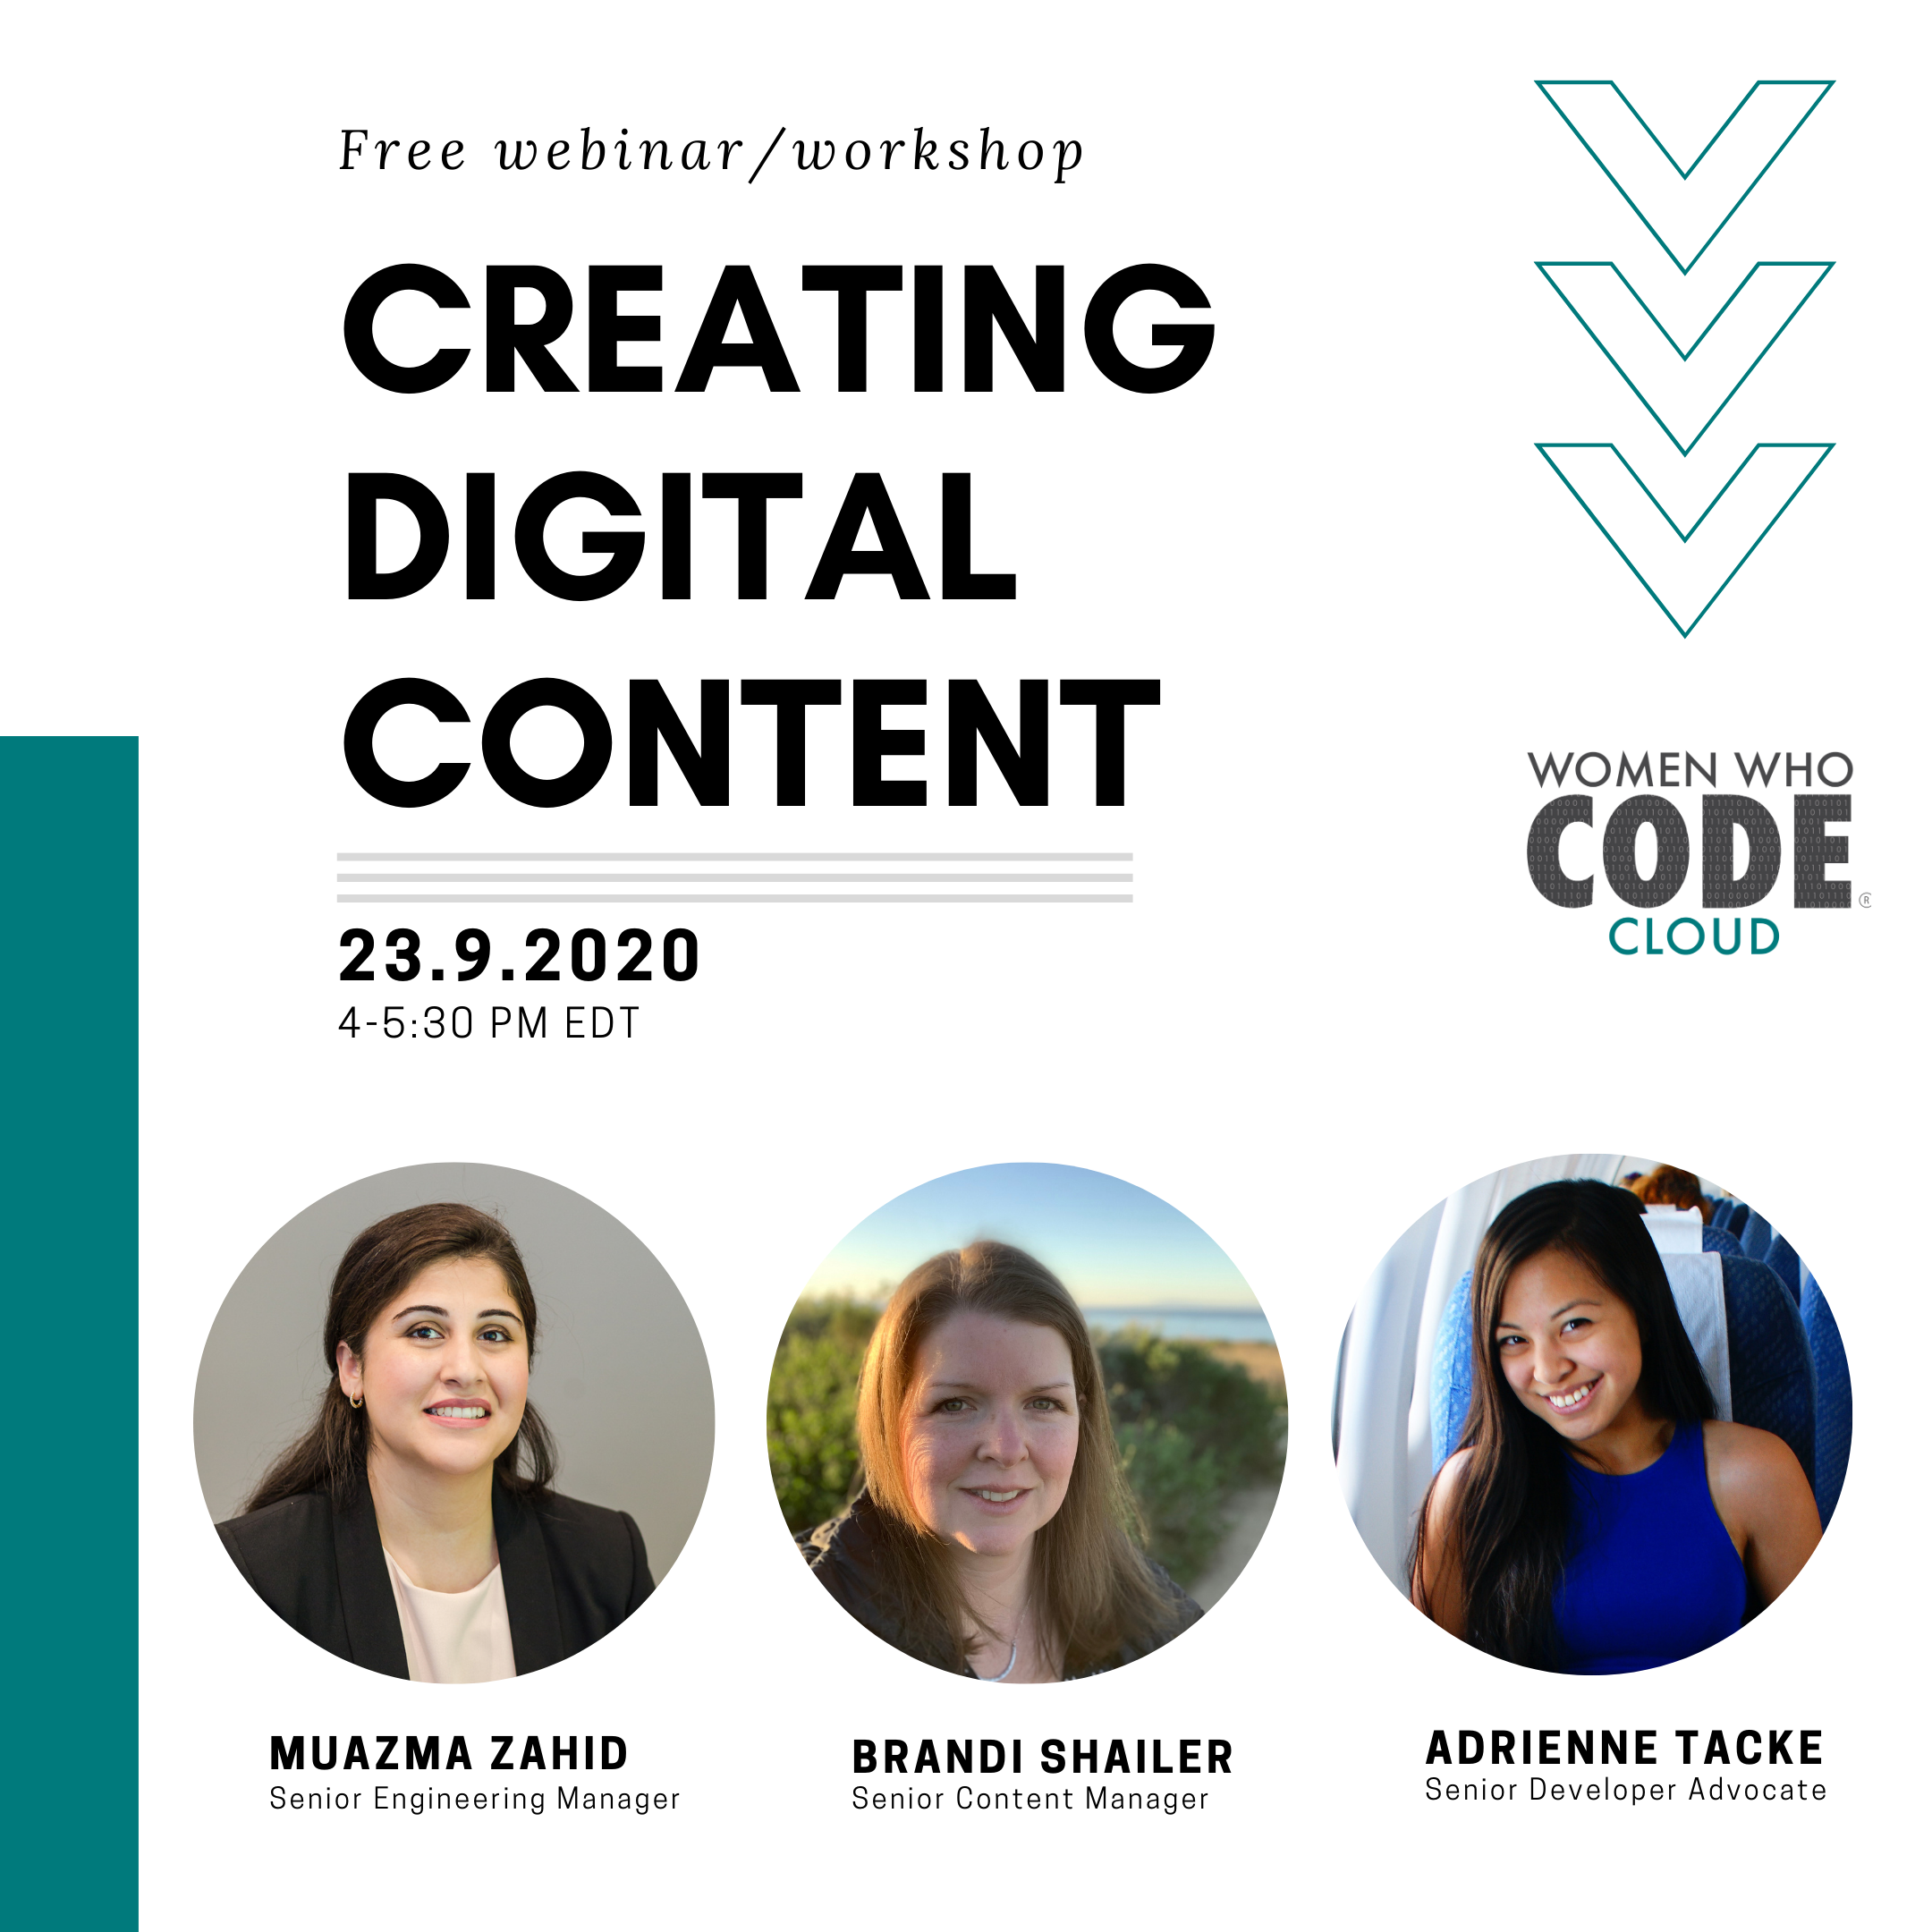 Free webinar/workshop
CREATING
DIGITAL
CONTENT
WOMEN WHO
CODE®
CLOUD
23.9.2020
4-5:30 PM EDT
MUAZMA ZAHID
Senior Engineering Manager
BRANDI SHAILER
Senior Content Manager
ADRIENNE TACKE
Senior Developer Advocate